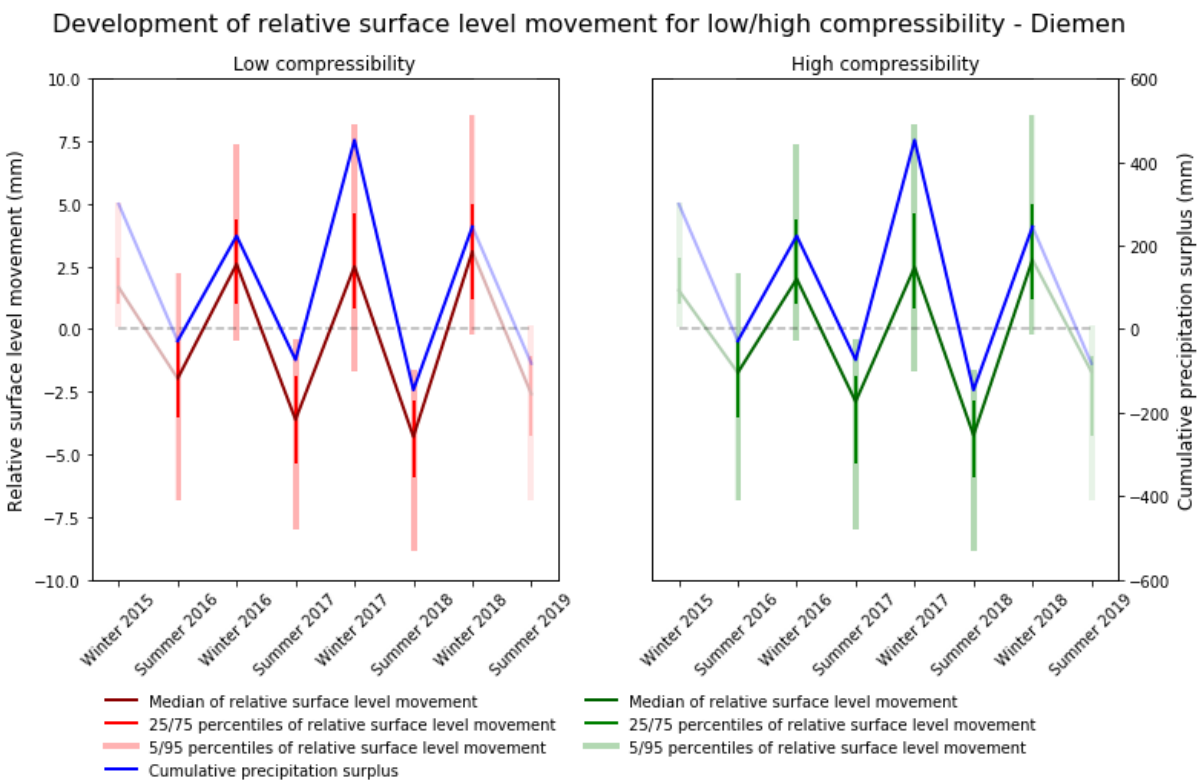 Development of relative surface level movement for low/high compressibility - Diemen
Low compressibility
High compressibility
Relative surface level movement (mm)
10.0
7.5
5.0
2.5
0.0
−2.5
−5.0
−7.5
−10.0
Winter 2015
Summer 2016
Winter 2016
Summer 2017
Winter 2017
Summer 2018
Winter 2018
Summer 2019
Winter 2015
Summer 2016
Winter 2016
Summer 2017
Winter 2017
Summer 2018
Winter 2018
Summer 2019
600
400
200
0
−200
−400
−600
Cumulative precipitation surplus (mm)
Median of relative surface level movement
25/75 percentiles of relative surface level movement
5/95 percentiles of relative surface level movement
Cumulative precipitation surplus
Median of relative surface level movement
25/75 percentiles of relative surface level movement
5/95 percentiles of relative surface level movement